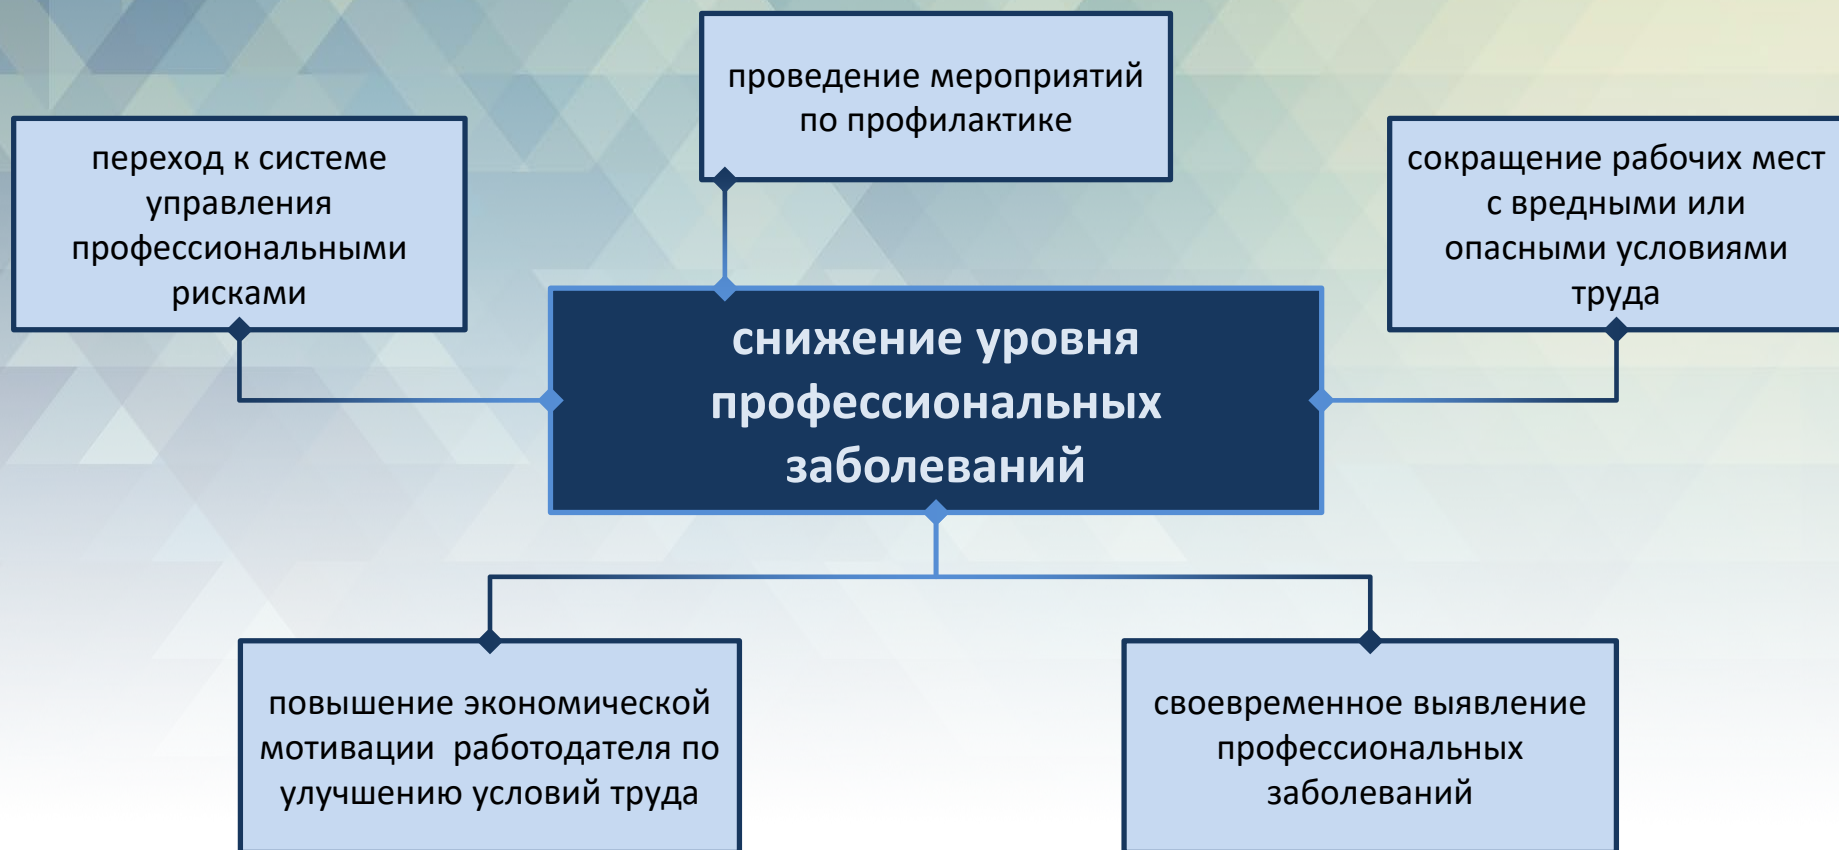 проведение мероприятий
по профилактике
переход к системе
управления
профессиональными
рисками
сокращение рабочих мест
с вредными или
опасными условиями
труда
снижение уровня
профессиональных
заболеваний
повышение экономической
мотивации  работодателя по
улучшению условий труда
своевременное выявление
профессиональных
заболеваний